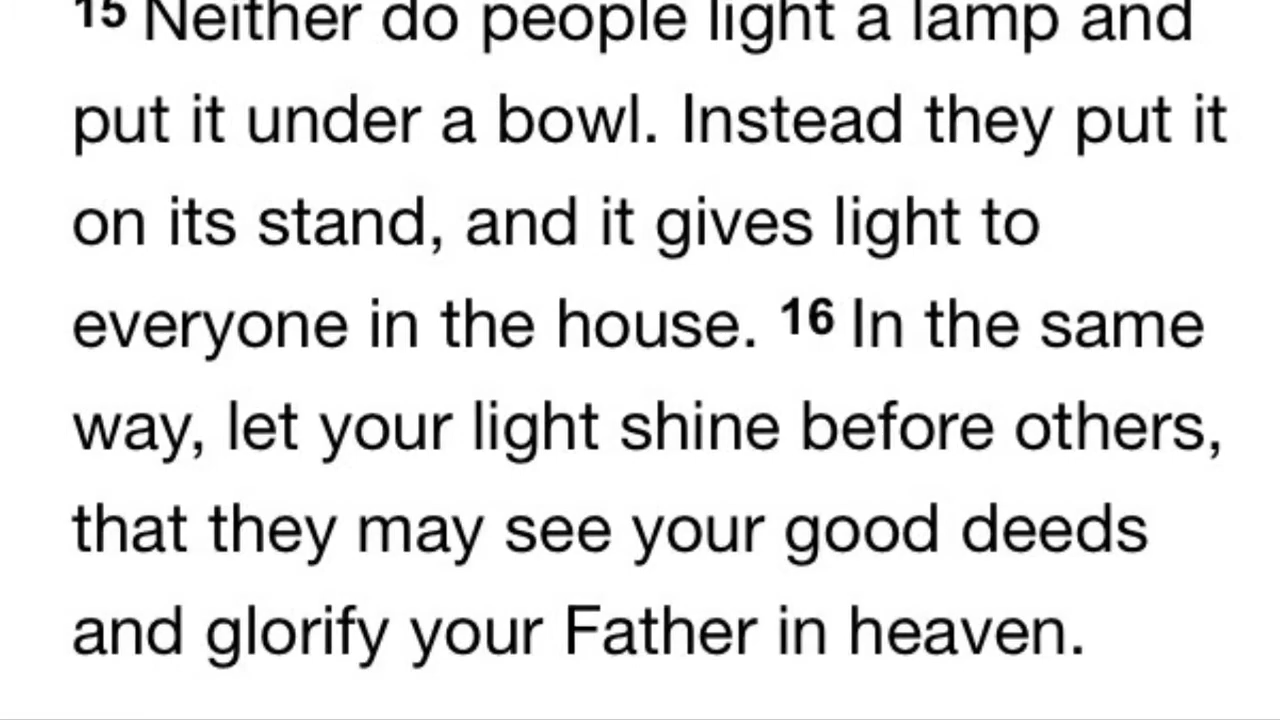 15 Neither do people light a lamp and
put it under a bowl. Instead they put it
on its stand, and it gives light to
everyone in the house. 16 In the same
way, let your light shine before others,
that they may see your good deeds
and glorify your Father in heaven.